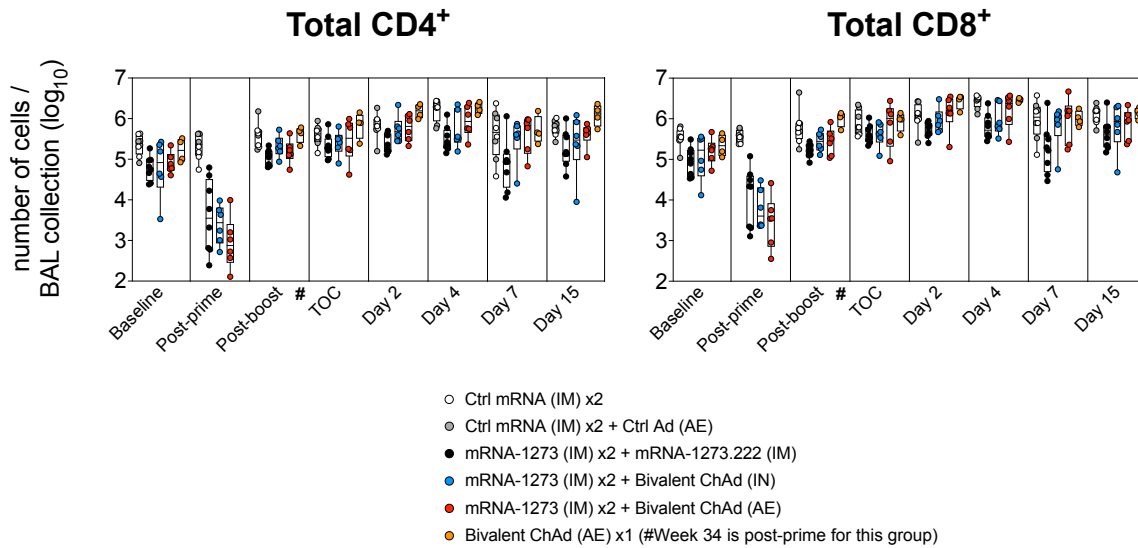 Total CD4+
Total CD8+
number of cells /
BAL collection (log10)
7
6
5
4
3
2
Baseline
Post-prime
Post-boost
#
TOC
Day 2
Day 4
Day 7
Day 15
7
6
5
4
3
2
Baseline
Post-prime
Post-boost
#
TOC
Day 2
Day 4
Day 7
Day 15
Ctrl mRNA (IM) x2
Ctrl mRNA (IM) x2 + Ctrl Ad (AE)
mRNA-1273 (IM) x2 + mRNA-1273.222 (IM)
mRNA-1273 (IM) x2 + Bivalent ChAd (IN)
mRNA-1273 (IM) x2 + Bivalent ChAd (AE)
Bivalent ChAd (AE) x1 (#Week 34 is post-prime for this group)